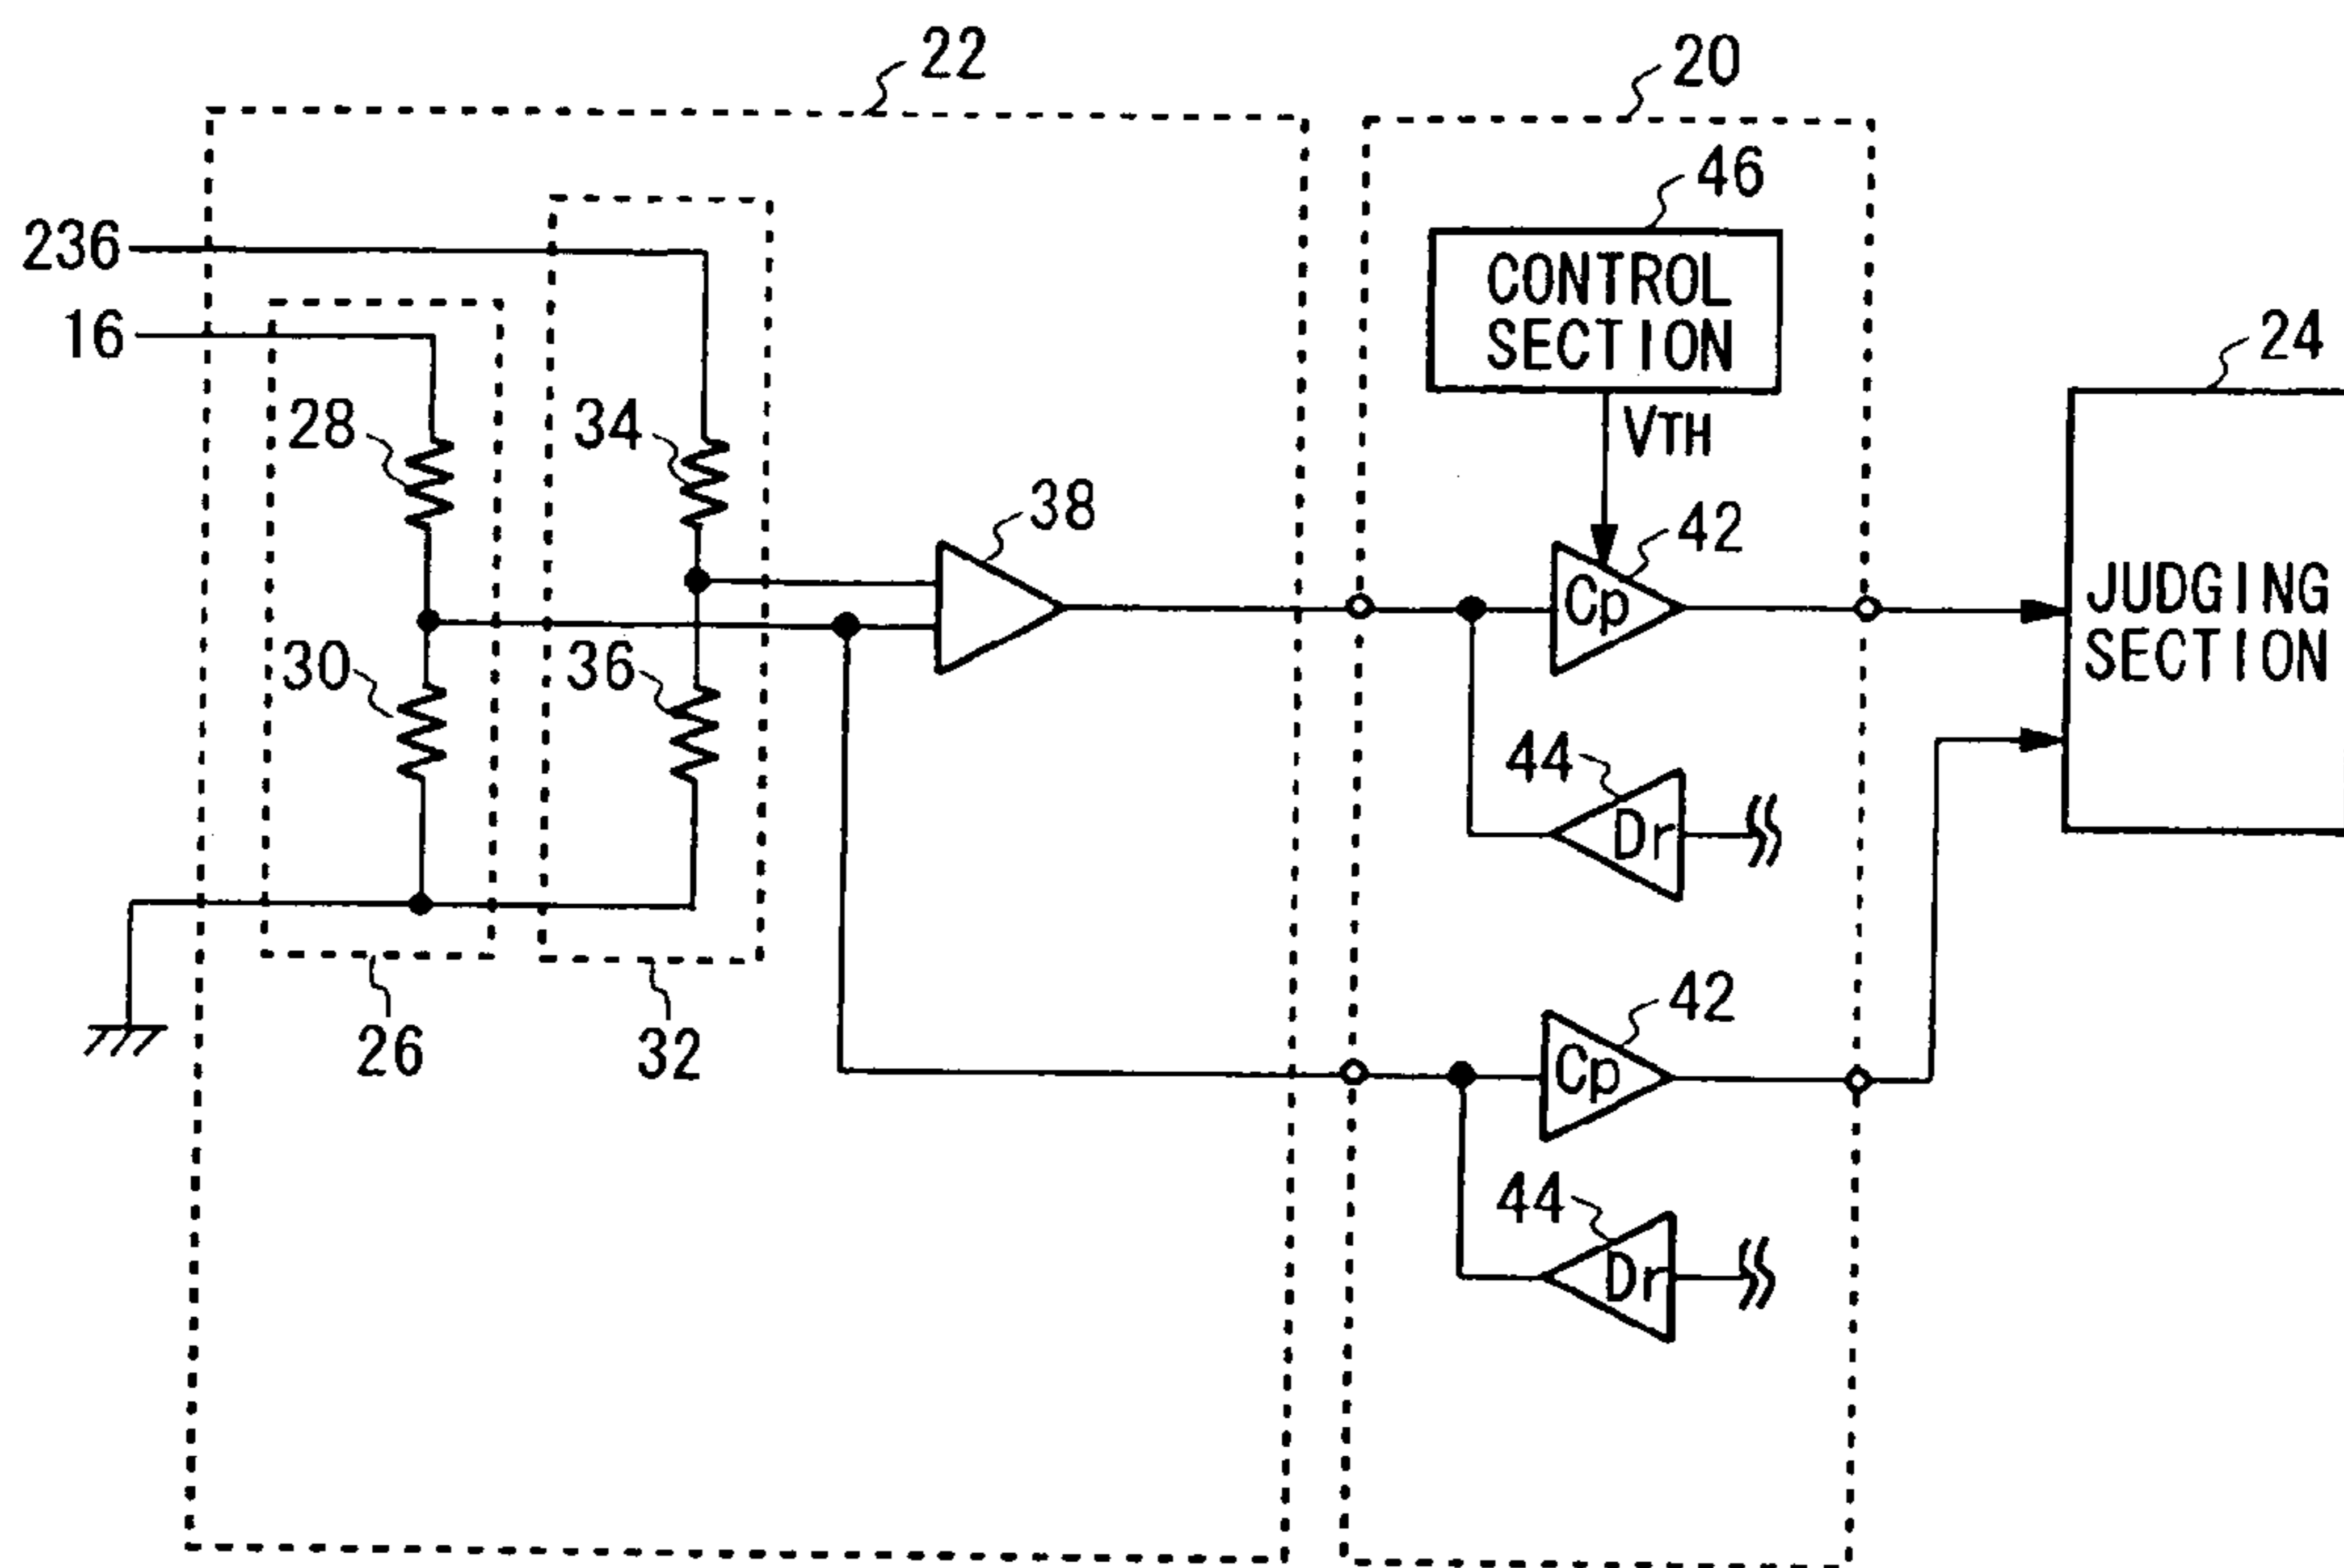 22
20
46
236
CONTROL
SECTION
16
24
VTH
28
34
38
42
Cp
JUDGING
SECTION
30
36
44
Dr
42
26
32
Cp
44
Dr